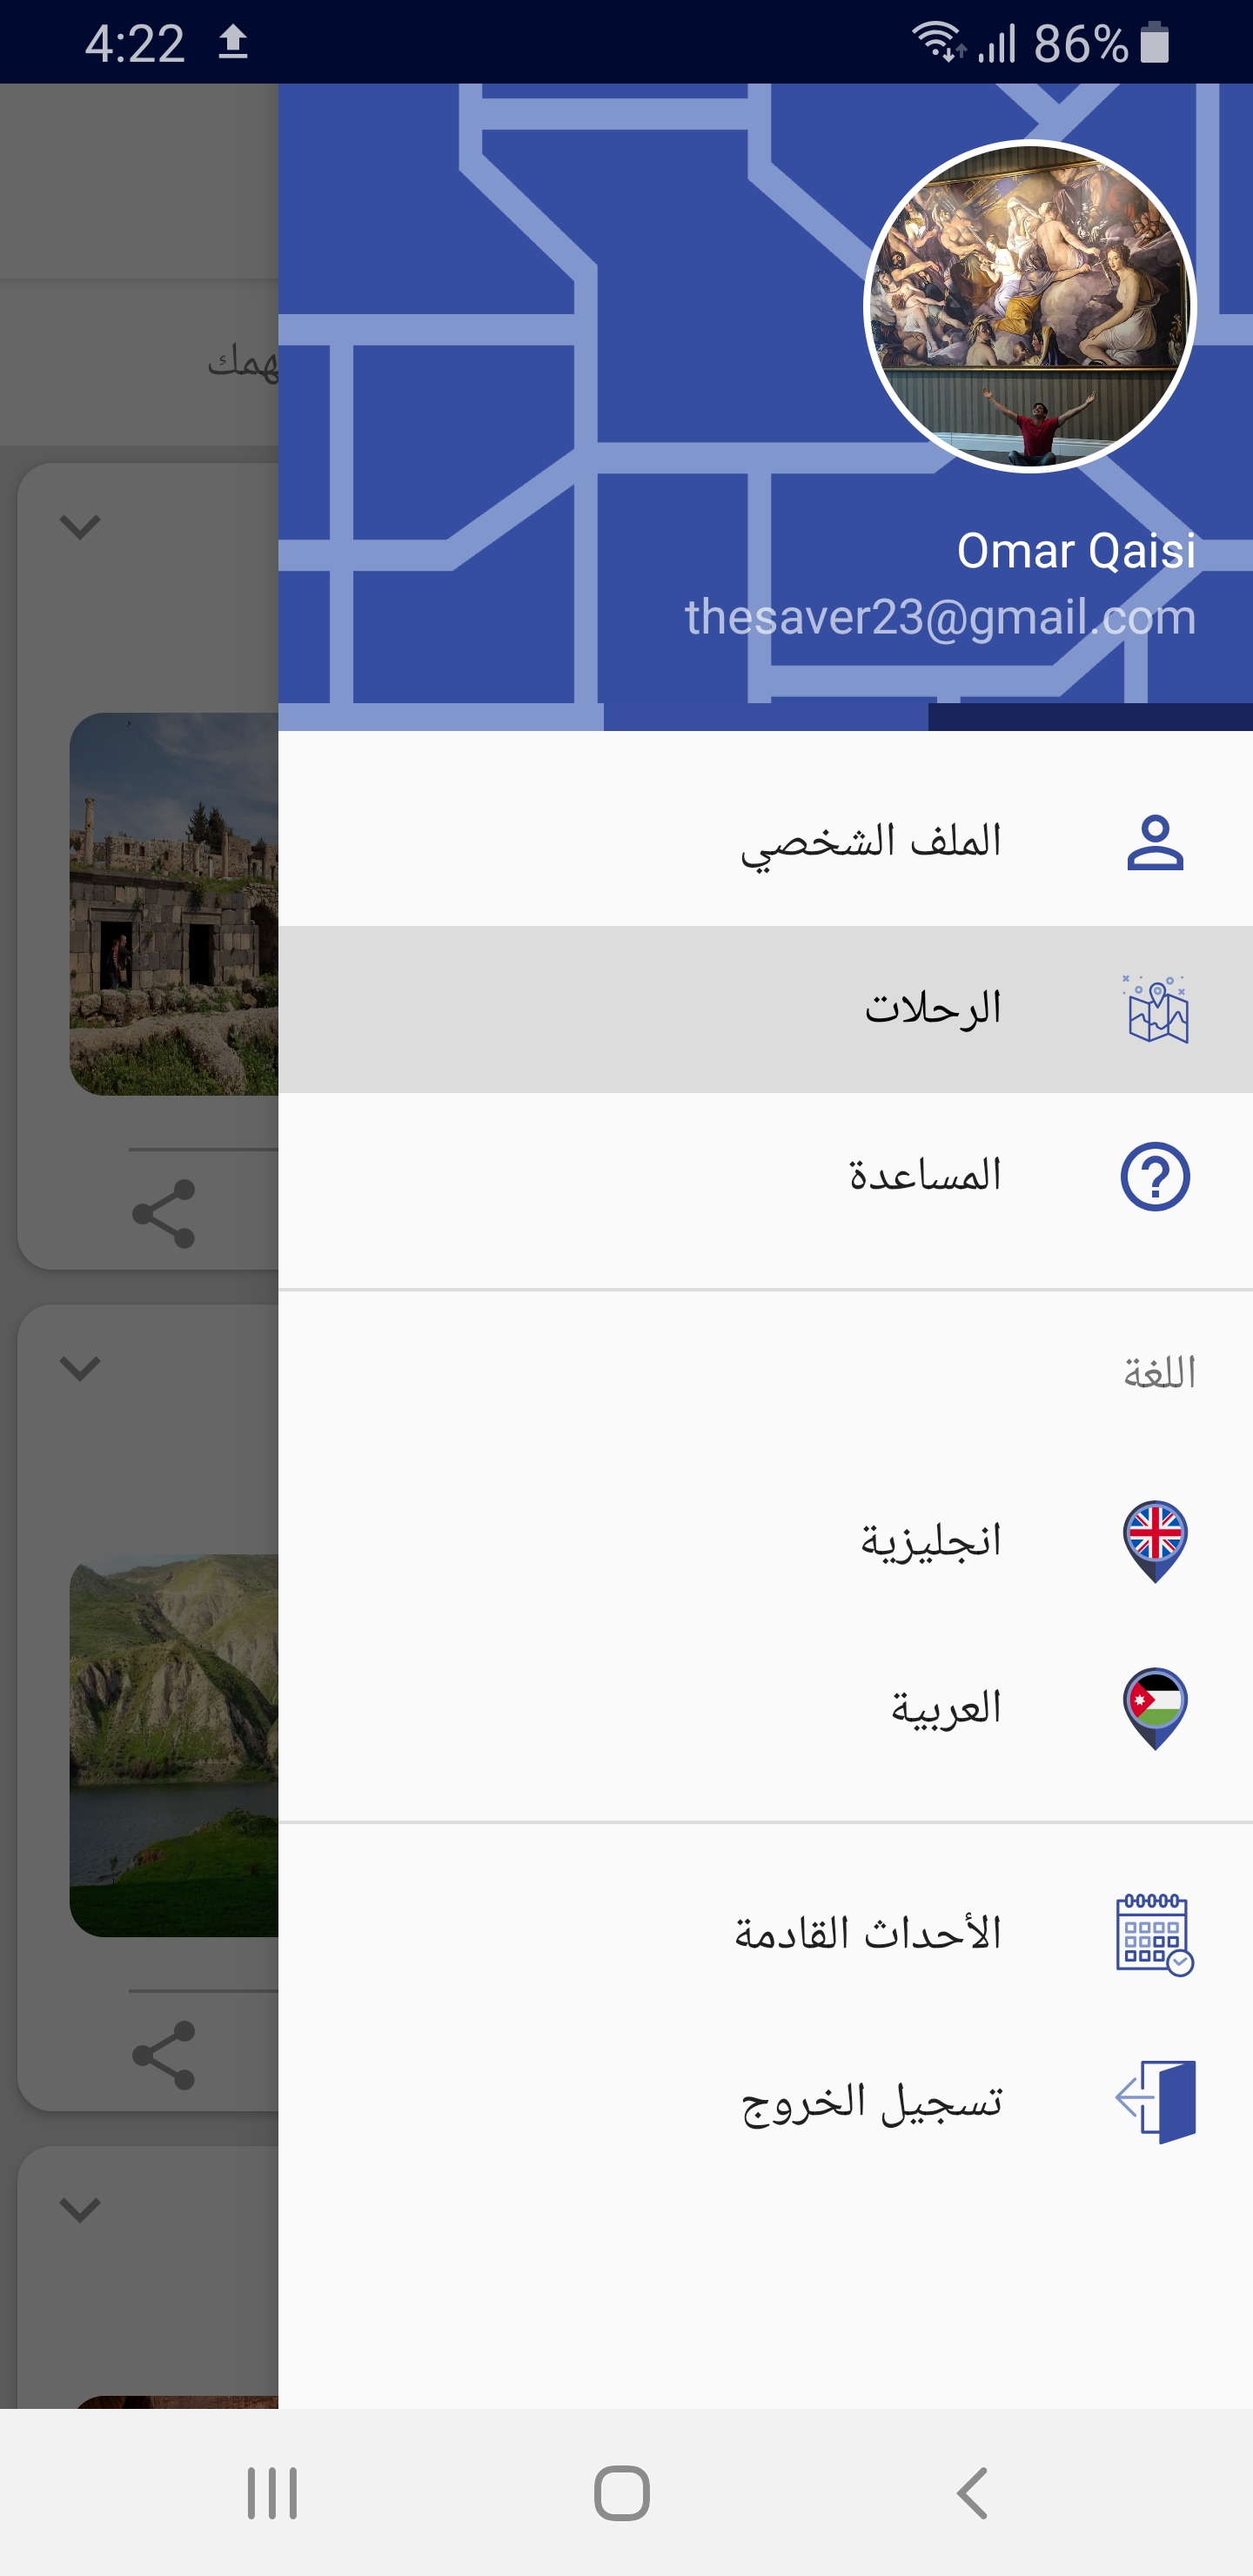 4:22 86%
همك
Omar Qaisi
thesaver23@gmail.com
الملف الشخصي
الرحلات
المساعدة
اللغة
انجليزية
العربية
الأحداث القادمة
تسجيل الخروج